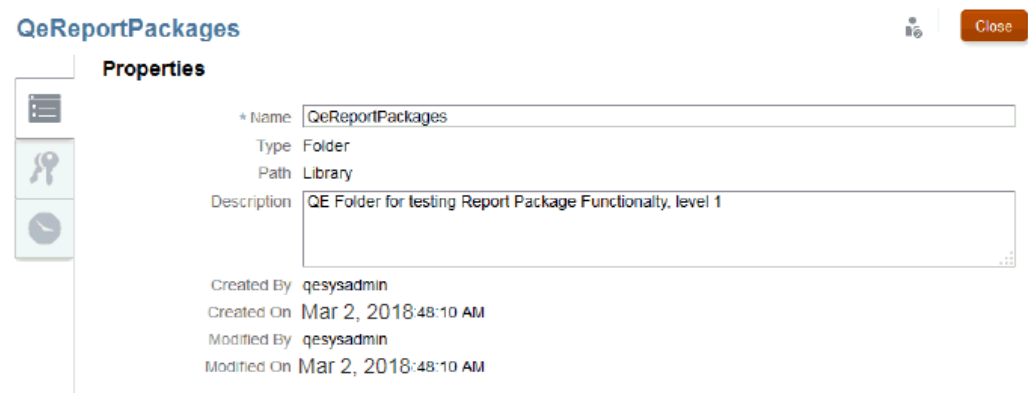 QeReportPackages
Close
Properties
* Name QeReportPackages
Type Folder
Path Library
Description QE Folder for testing Report Package Functionalty, level 1
Created By qesysadmin
Created On Mar 2, 2018:48:10 AM
Modified By qesysadmin
Modified On Mar 2, 2018:48:10 AM